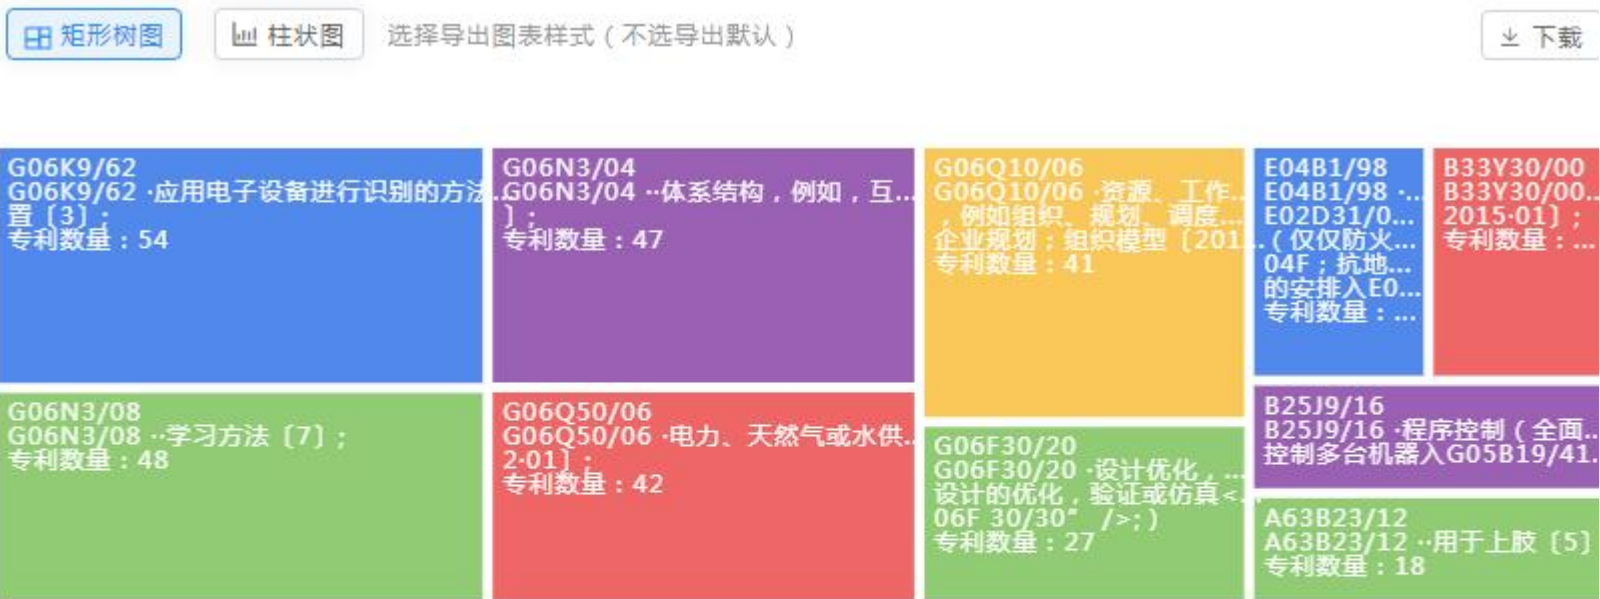 矩形树图
柱状图
选择导出图表样式(不选导出默认)
下载
G06K9/62
G06K9/62 ·应用电子设备进行识别的方法...
置〔3〕;
专利数量:54
G06N3/04
G06N3/04 ··体系结构,例如,互...
〕;
专利数量:47
G06Q10/06
G06Q10/06 ·资源、工作...
,例如组织、规划、调度...
企业规划;组织模型〔201...
专利数量:41
E04B1/98
E04B1/98 ·...
E02D31/0...
(仅仅防火...
04F;抗地...
的安排入E0...
专利数量:...
B33Y30/00
B33Y30/00...
2015·01〕;
专利数量:...
G06N3/08
G06N3/08 ··学习方法〔7〕;
专利数量:48
G06Q50/06
G06Q50/06 ·电力、天然气或水供...
2·01〕;
专利数量:42
G06F30/20
G06F30/20 ·设计优化,...
设计的优化,验证或仿真<...
06F 30/30" />;)
专利数量:27
B25J9/16
B25J9/16 ·程序控制(全面...
控制多台机器入G05B19/41...
A63B23/12
A63B23/12 ··用于上肢〔5〕
专利数量:18